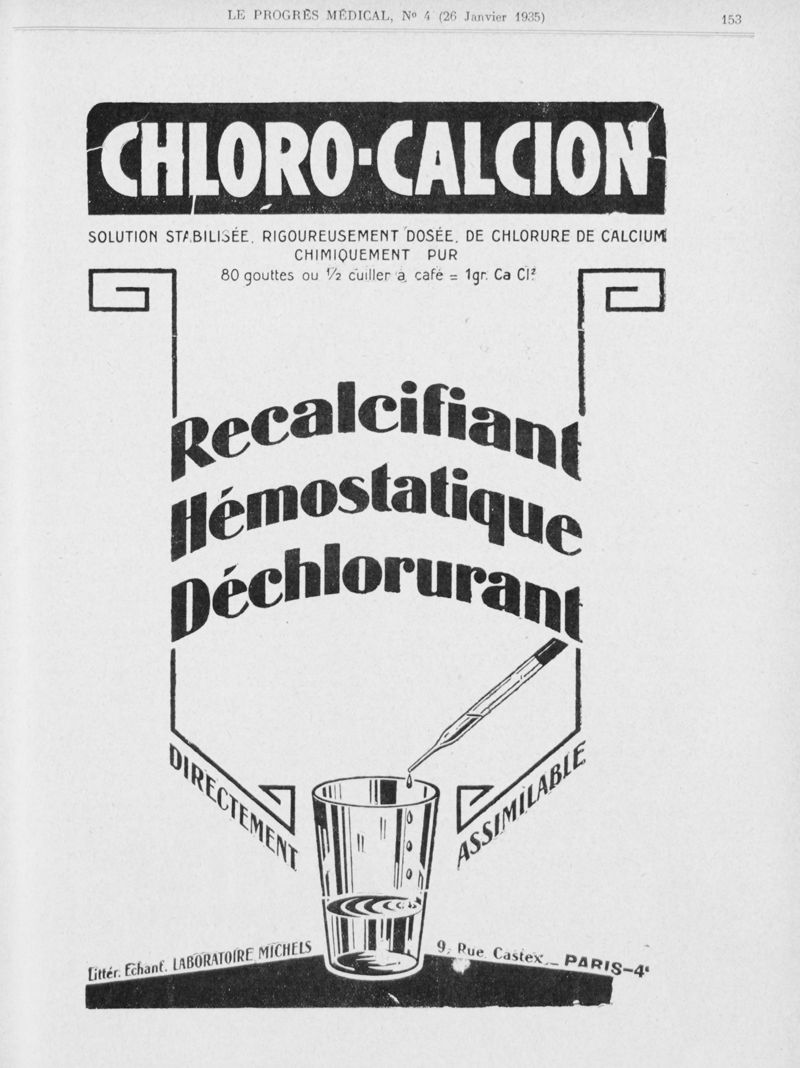 LE PROGRÈS MÉDICAL, Nº 4 (26 Janvier 1935)
153
CHLORO-CALCION
SOLUTION STABILISÉE, RIGOUREUSEMENT DOSÉE, DE CHLORURE DE CALCIUM
CHIMIQUEMENT PUR
80 gouttes ou 1/2 cuiller à café = 1gr. Ca Cl²
Recalcifiant
Hémostatique
Déchlorurant
DIRECTEMENT
ASSIMILABLE
Littér. Echant. LABORATOIRE MICHELS
9, Rue Castex._ PARIS-4ᵉ